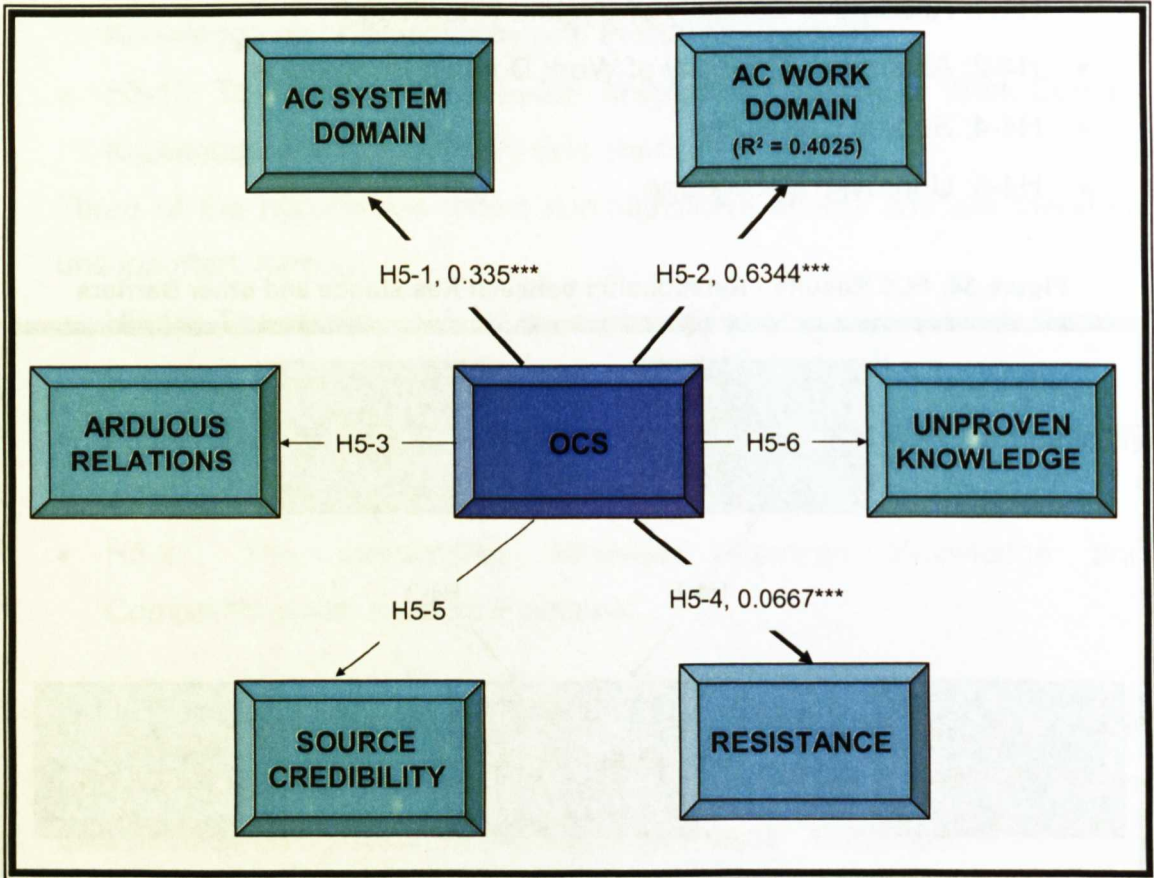 AC SYSTEM
DOMAIN
AC WORK
DOMAIN
(R² = 0.4025)
H5-1, 0.335***
H5-2, 0.6344***
ARDUOUS
RELATIONS
H5-3
OCS
H5-6
UNPROVEN
KNOWLEDGE
H5-5
H5-4, 0.0667***
SOURCE
CREDIBILITY
RESISTANCE